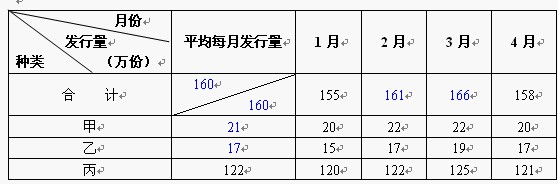 月份
发行量
(万份)
种类
平均每月发行量 1月 2月 3月 4月
合 计 160 160 155 161 166 158
甲 21 20 22 22 20
乙 17 15 17 19 17
丙 122 120 122 125 121